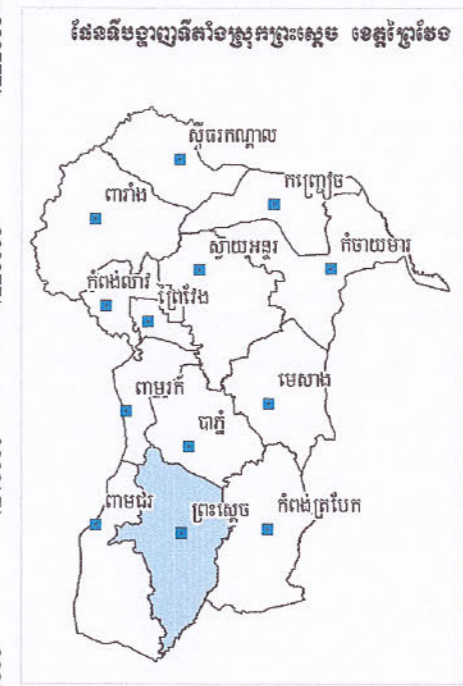 ផែនទីបង្ហាញទីតាំងស្រុកព្រះស្តេច ខេត្តព្រៃវែង
ស៊ីធរកណ្តាល
កញ្ច្រៀច
ពារាំង
ស្វាយអន្ទរ
កំចាយមារ
កំពង់លាវ
ព្រៃវែង
មេសាង
ពាមរក៍
បាភ្នំ
ពាមជរ
ព្រះស្តេច
កំពង់ត្របែក